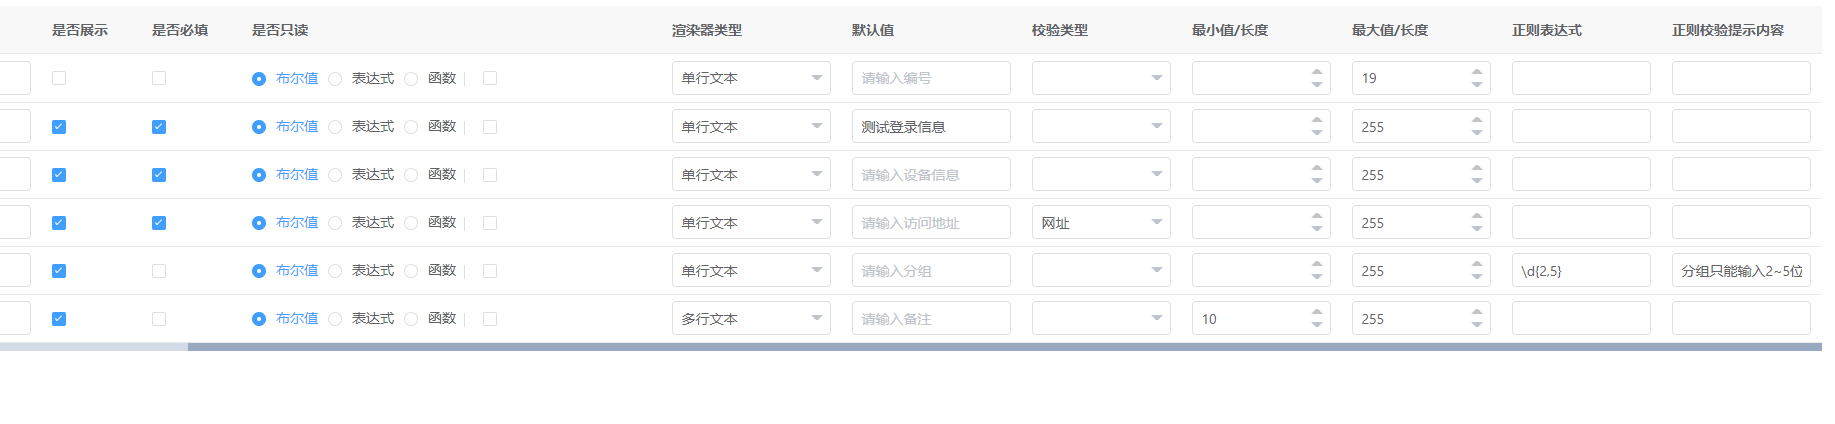 是否展示 是否必填 是否只读 渲染器类型 默认值 校验类型 最小值/长度 最大值/长度 正则表达式 正则校验提示内容
布尔值 表达式 函数 单行文本 请输入编号 19
布尔值 表达式 函数 单行文本 测试登录信息 255
布尔值 表达式 函数 单行文本 请输入设备信息 255
布尔值 表达式 函数 单行文本 请输入访问地址 网址 255
布尔值 表达式 函数 单行文本 请输入分组 255 \d{2,5} 分组只能输入2~5位
布尔值 表达式 函数 多行文本 请输入备注 10 255